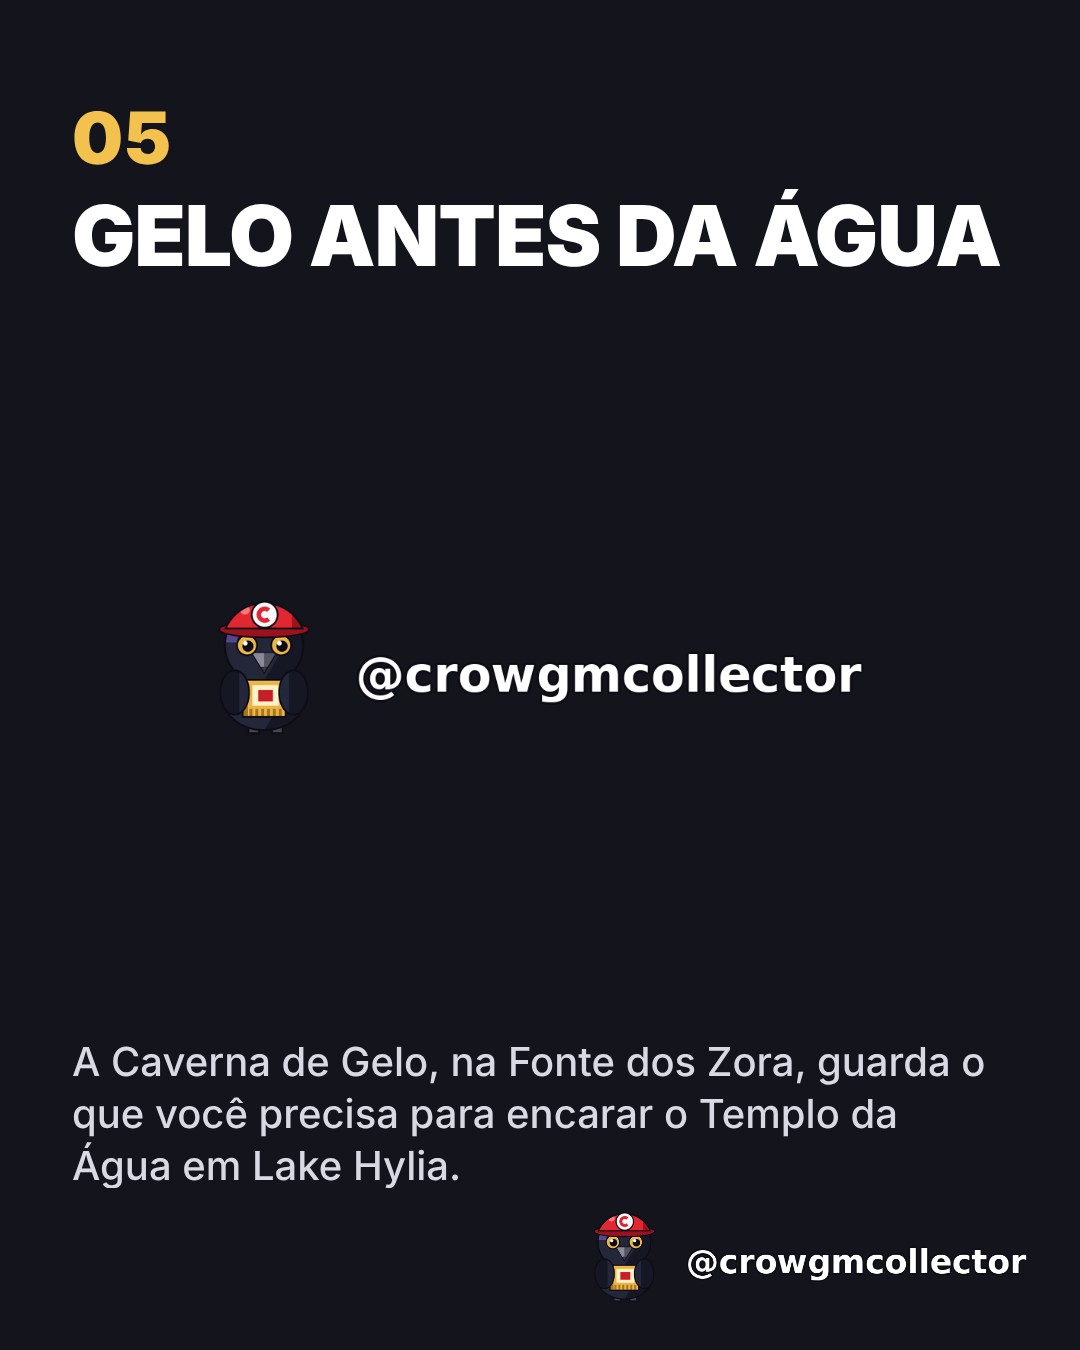 05
GELO ANTES DA ÁGUA
C
@crowgmcollector
A Caverna de Gelo, na Fonte dos Zora, guarda o
que você precisa para encarar o Templo da
Água em Lake Hylia.
C
@crowgmcollector